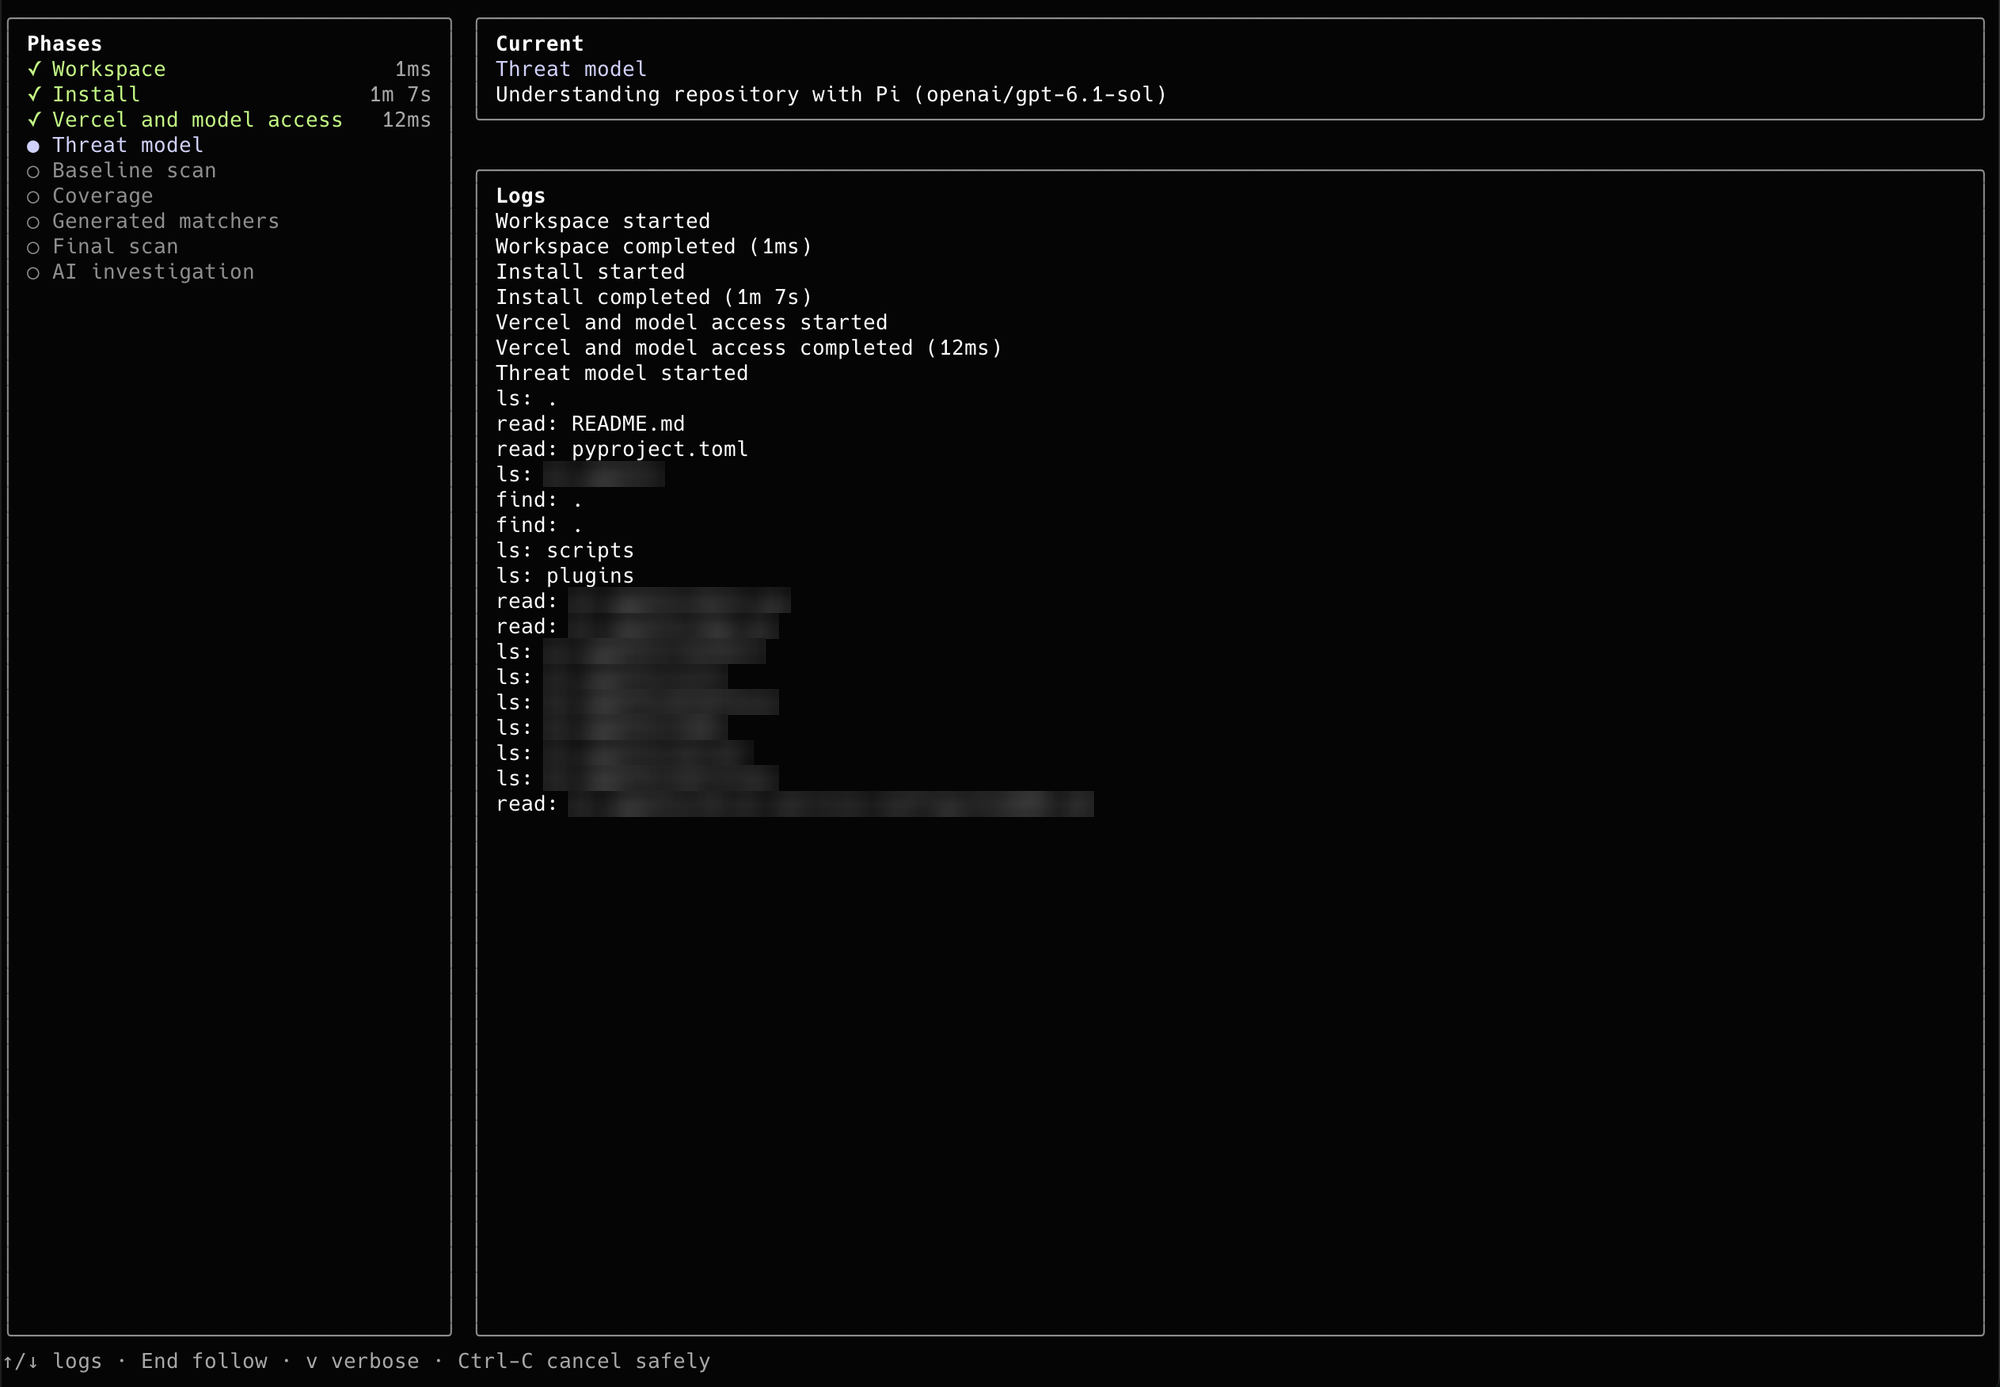 Phases
✓ Workspace 1ms
✓ Install 1m 7s
✓ Vercel and model access 12ms
● Threat model
○ Baseline scan
○ Coverage
○ Generated matchers
○ Final scan
○ AI investigation
Current
Threat model
Understanding repository with Pi (openai/gpt-6.1-sol)
Logs
Workspace started
Workspace completed (1ms)
Install started
Install completed (1m 7s)
Vercel and model access started
Vercel and model access completed (12ms)
Threat model started
ls: .
read: README.md
read: pyproject.toml
ls:
find: .
find: .
ls: scripts
ls: plugins
read:
read:
ls:
ls:
ls:
ls:
ls:
ls:
read:
↑/↓ logs · End follow · v verbose · Ctrl-C cancel safely